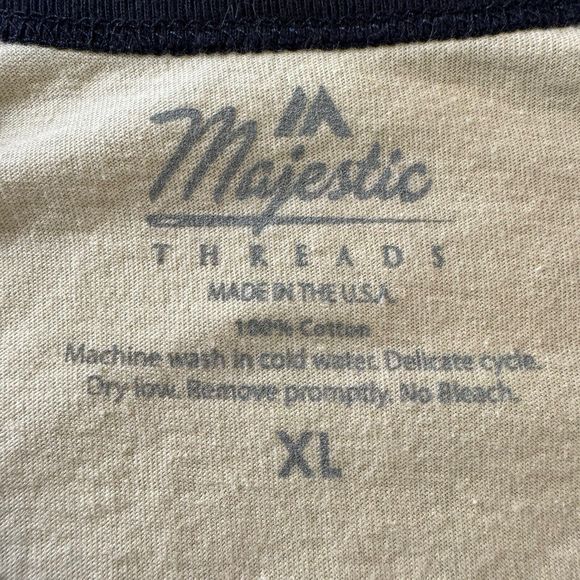 Majestic
THREADS
MADE IN THE U.S.A.
100% Cotton
Machine wash in cold water. Delicate cycle.
Dry low. Remove promptly. No Bleach.
XL